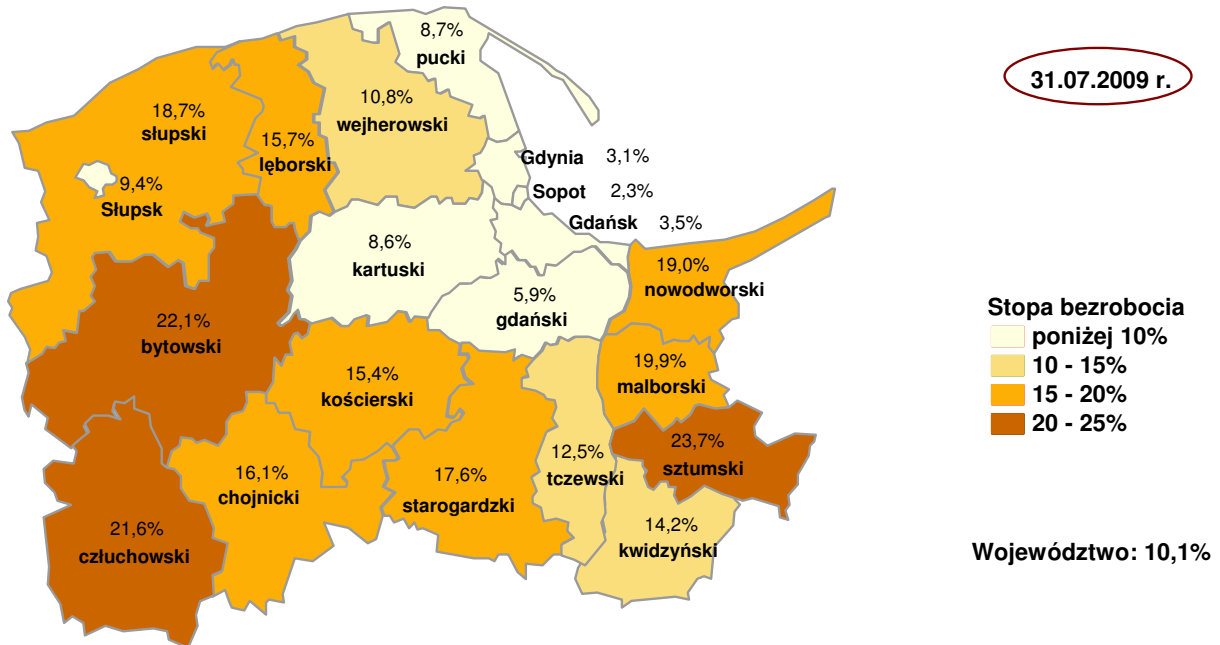 8,7%
pucki
31.07.2009 r.
18,7%
słupski
10,8%
wejherowski
15,7%
lęborski
Gdynia 3,1%
9,4%
Słupsk
Sopot 2,3%
Gdańsk 3,5%
8,6%
kartuski
19,0%
nowodworski
5,9%
gdański
22,1%
bytowski
Stopa bezrobocia
poniżej 10%
10 - 15%
15 - 20%
20 - 25%
15,4%
kościerski
19,9%
malborski
16,1%
chojnicki
17,6%
starogardzki
12,5%
tczewski
23,7%
sztumski
21,6%
człuchowski
14,2%
kwidzyński
Województwo: 10,1%